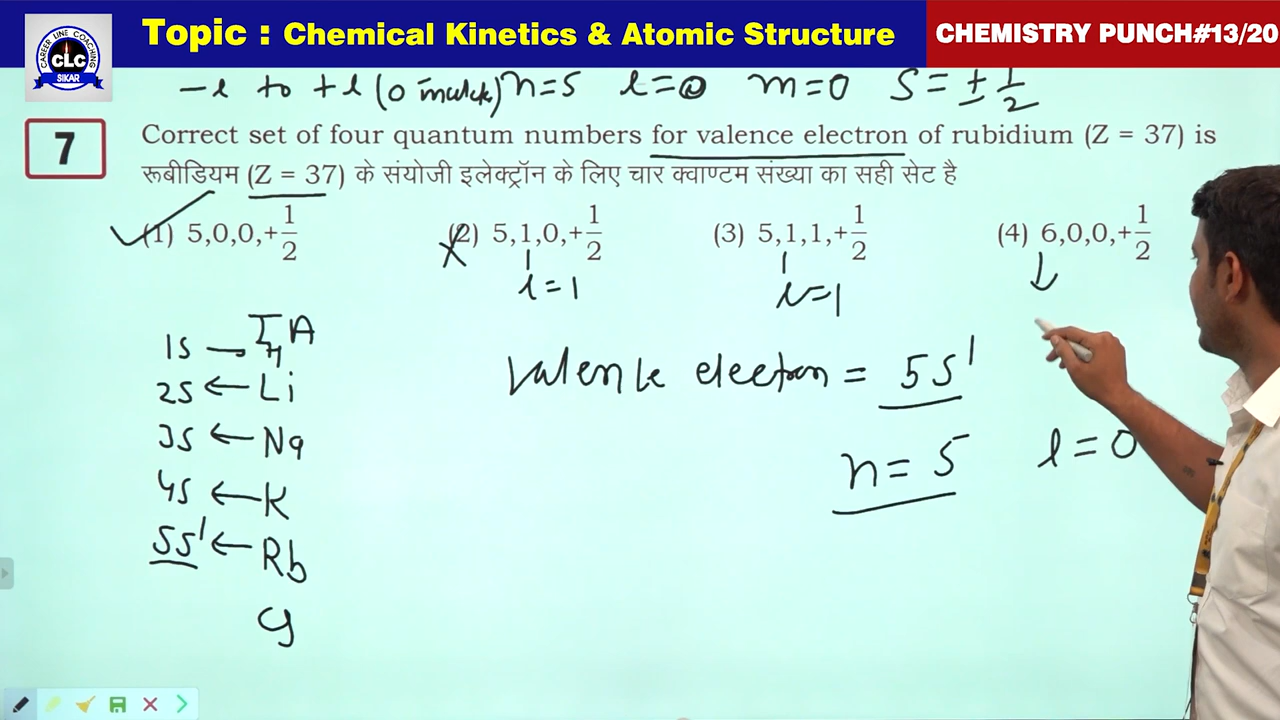 CAREER LINE COACHING
CLC
SIKAR
Topic : Chemical Kinetics & Atomic Structure
CHEMISTRY PUNCH#13/20
-l to +l (0 मालक) n=5 l=0 m=0 S=±1/2
7
Correct set of four quantum numbers for valence electron of rubidium (Z = 37) is
रूबीडियम (Z = 37) के संयोजी इलेक्ट्रॉन के लिए चार क्वाण्टम संख्या का सही सेट है
(1) 5,0,0,+1/2 (2) 5,1,0,+1/2 (3) 5,1,1,+1/2 (4) 6,0,0,+1/2
l=1 l=1
IA
1s → H
2s ← Li
3s ← Na
4s ← K
5s¹ ← Rb
Valence electron = 5s¹
n=5 l=0